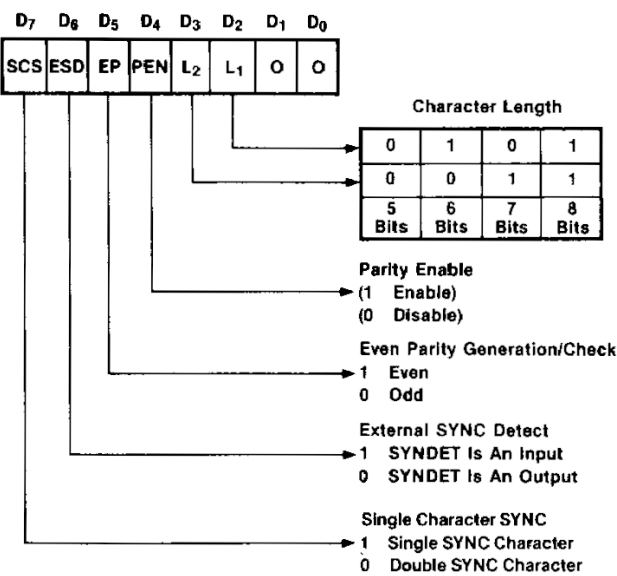 D7 D6 D5 D4 D3 D2 D1 D0
SCS ESD EP PEN L2 L1 O O
Character Length
0 1 0 1
0 0 1 1
5 Bits 6 Bits 7 Bits 8 Bits
Parity Enable
(1 Enable)
(0 Disable)
Even Parity Generation/Check
1 Even
0 Odd
External SYNC Detect
1 SYNDET Is An Input
0 SYNDET Is An Output
Single Character SYNC
1 Single SYNC Character
0 Double SYNC Character